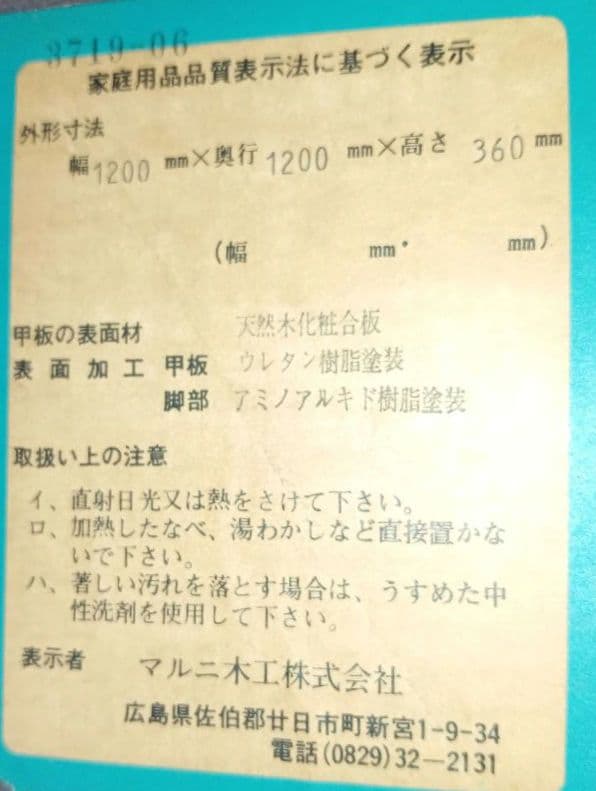 3719-06
家庭用品品質表示法に基づく表示
外形寸法
幅1200 mm×奥行1200 mm×高さ 360mm
(幅 mm・ mm)
甲板の表面材 天然木化粧合板
表面加工 甲板 ウレタン樹脂塗装
脚部 アミノアルキド樹脂塗装
取扱い上の注意
イ、直射日光又は熱をさけて下さい。
ロ、加熱したなべ、湯わかしなど直接置かな
いで下さい。
ハ、著しい汚れを落とす場合は、うすめた中
性洗剤を使用して下さい。
表示者 マルニ木工株式会社
広島県佐伯郡廿日市町新宮1-9-34
電話(0829)32-2131